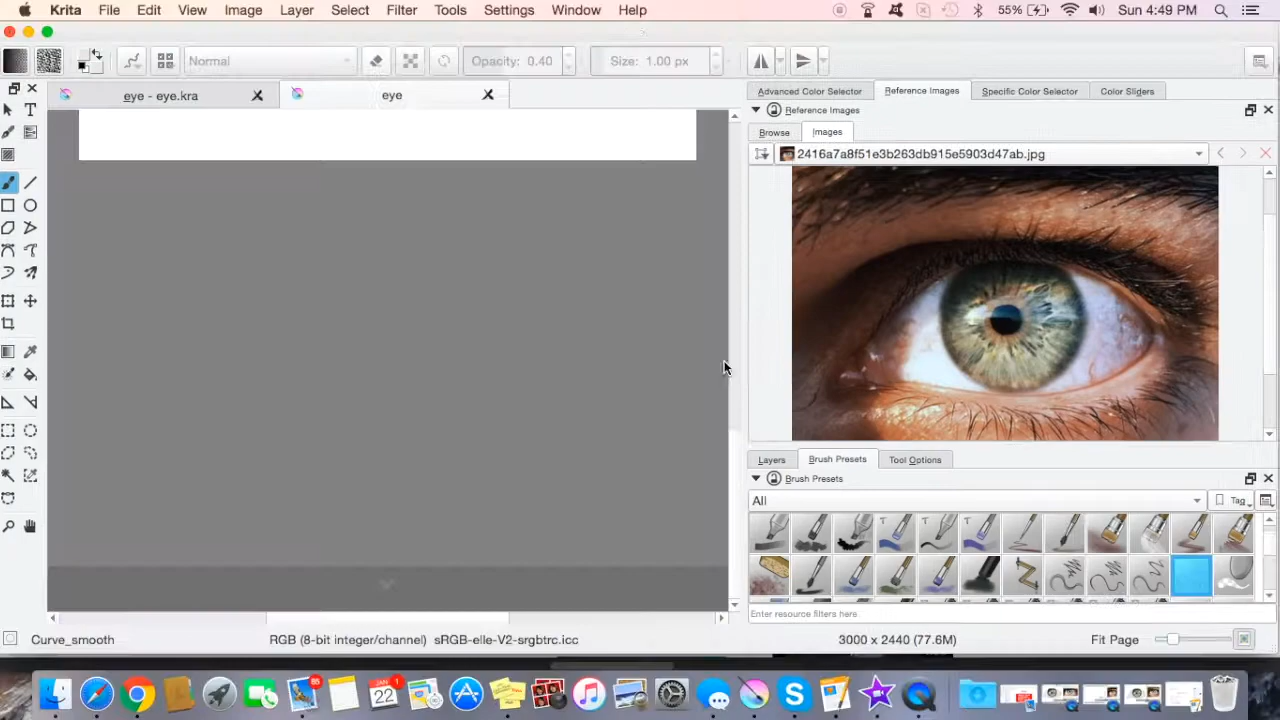 Krita File Edit View Image Layer Select Filter Tools Settings Window Help 55% Sun 4:49 PM
Normal Opacity: 0.40 Size: 1.00 px
eye - eye.kra eye
Advanced Color Selector Reference Images Specific Color Selector Color Sliders
Reference Images
Browse Images
2416a7a8f51e3b263db915e5903d47ab.jpg
Layers Brush Presets Tool Options
Brush Presets
All Tag
Enter resource filters here
Curve_smooth RGB (8-bit integer/channel) sRGB-elle-V2-srgbtrc.icc 3000 x 2440 (77.6M) Fit Page
JAN
22
1